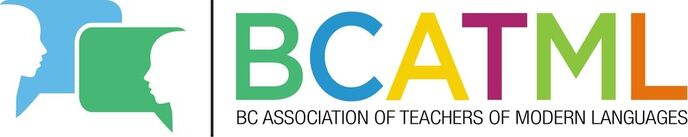 BCATML
BC ASSOCIATION OF TEACHERS OF MODERN LANGUAGES